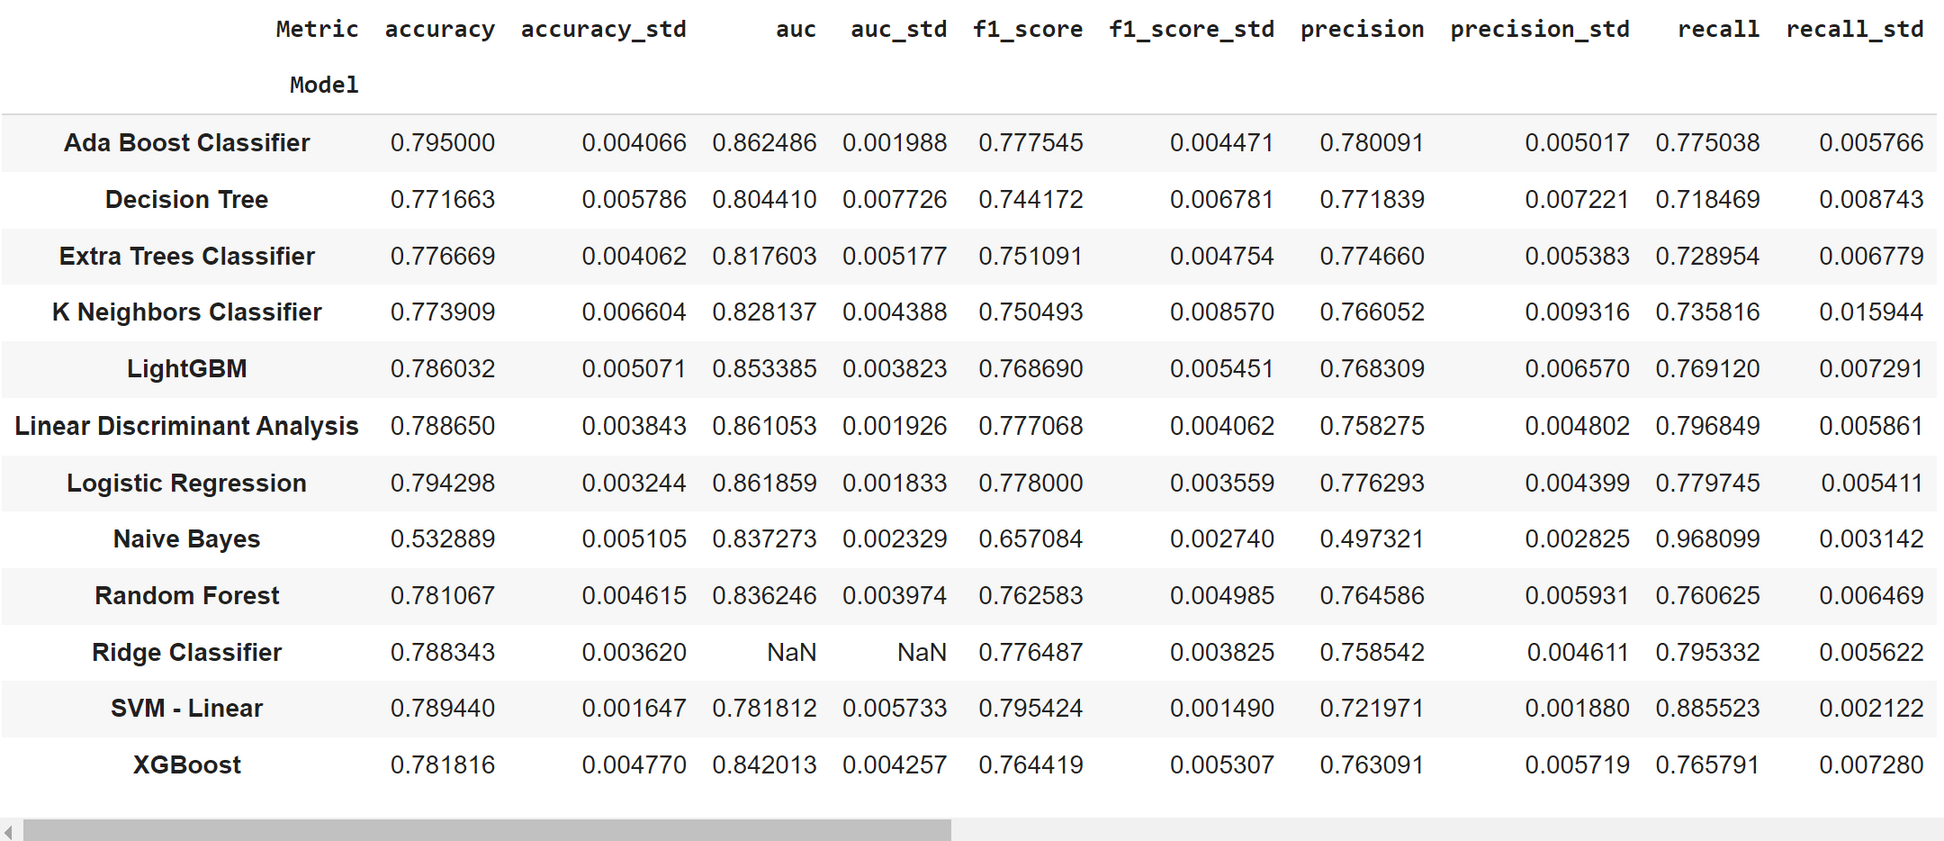 Metric accuracy accuracy_std auc auc_std f1_score f1_score_std precision precision_std recall recall_std
Model
Ada Boost Classifier 0.795000 0.004066 0.862486 0.001988 0.777545 0.004471 0.780091 0.005017 0.775038 0.005766
Decision Tree 0.771663 0.005786 0.804410 0.007726 0.744172 0.006781 0.771839 0.007221 0.718469 0.008743
Extra Trees Classifier 0.776669 0.004062 0.817603 0.005177 0.751091 0.004754 0.774660 0.005383 0.728954 0.006779
K Neighbors Classifier 0.773909 0.006604 0.828137 0.004388 0.750493 0.008570 0.766052 0.009316 0.735816 0.015944
LightGBM 0.786032 0.005071 0.853385 0.003823 0.768690 0.005451 0.768309 0.006570 0.769120 0.007291
Linear Discriminant Analysis 0.788650 0.003843 0.861053 0.001926 0.777068 0.004062 0.758275 0.004802 0.796849 0.005861
Logistic Regression 0.794298 0.003244 0.861859 0.001833 0.778000 0.003559 0.776293 0.004399 0.779745 0.005411
Naive Bayes 0.532889 0.005105 0.837273 0.002329 0.657084 0.002740 0.497321 0.002825 0.968099 0.003142
Random Forest 0.781067 0.004615 0.836246 0.003974 0.762583 0.004985 0.764586 0.005931 0.760625 0.006469
Ridge Classifier 0.788343 0.003620 NaN NaN 0.776487 0.003825 0.758542 0.004611 0.795332 0.005622
SVM - Linear 0.789440 0.001647 0.781812 0.005733 0.795424 0.001490 0.721971 0.001880 0.885523 0.002122
XGBoost 0.781816 0.004770 0.842013 0.004257 0.764419 0.005307 0.763091 0.005719 0.765791 0.007280